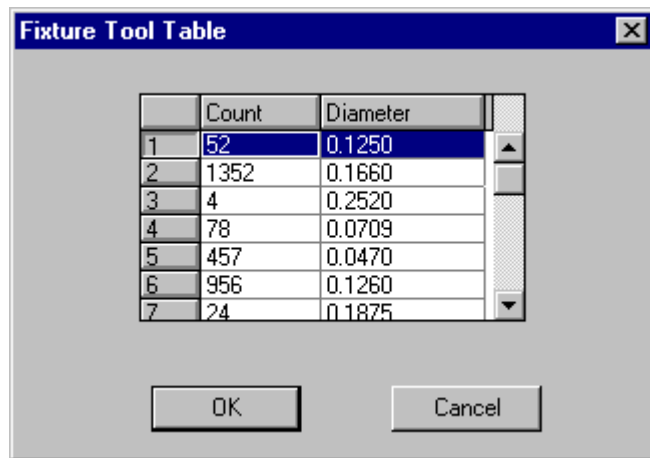 Fixture Tool Table
Count Diameter
1 52 0.1250
2 1352 0.1660
3 4 0.2520
4 78 0.0709
5 457 0.0470
6 956 0.1260
7 24 0.1875
OK Cancel